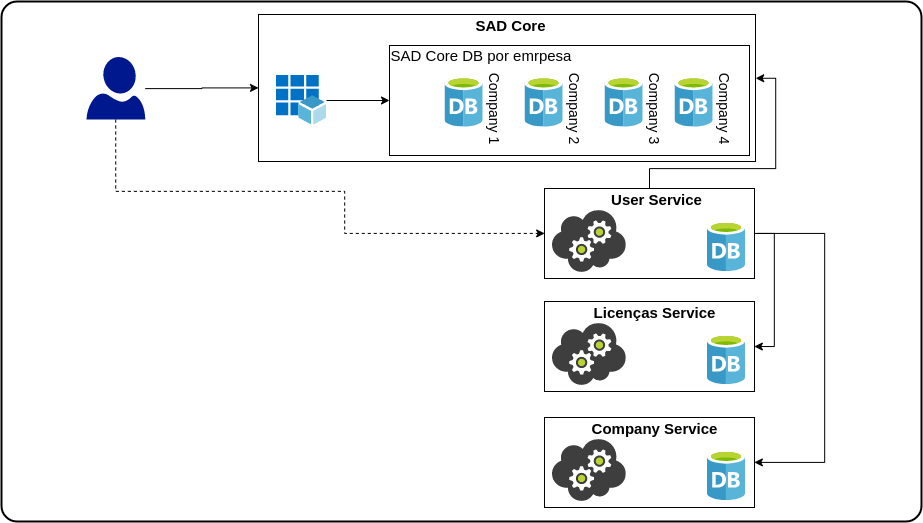 SAD Core
SAD Core DB por emrpesa
DB
Company 1
DB
Company 2
DB
Company 3
DB
Company 4
User Service
DB
Licenças Service
DB
Company Service
DB